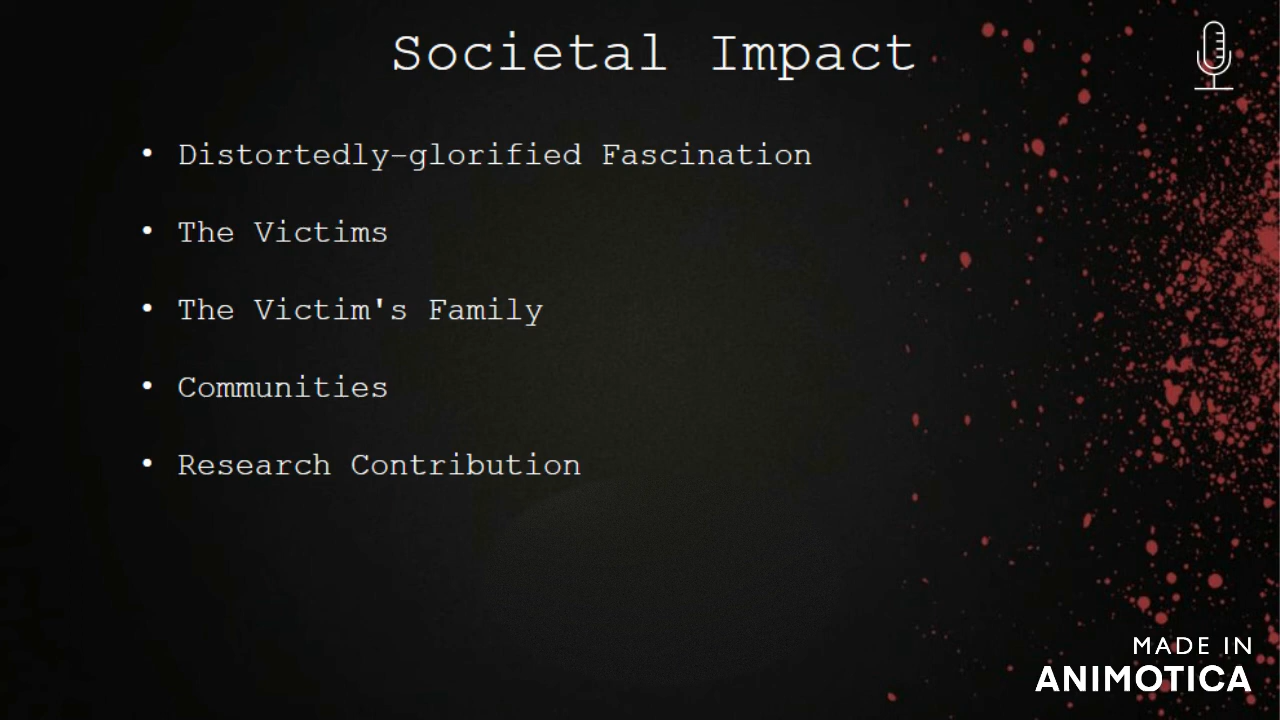 Societal Impact
• Distortedly-glorified Fascination
• The Victims
• The Victim's Family
• Communities
• Research Contribution
MADE IN
ANIMOTICA